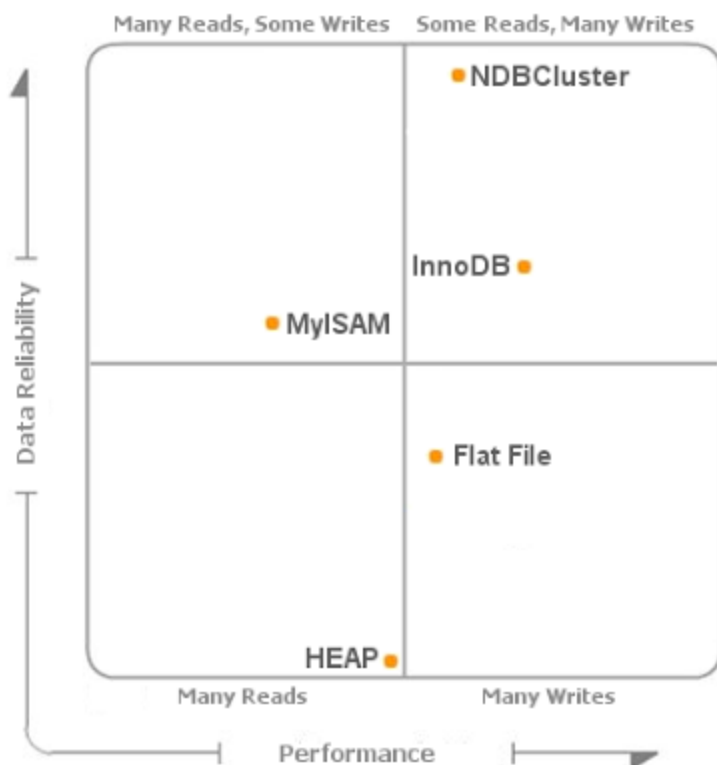 Many Reads, Some Writes
Some Reads, Many Writes
NDBCluster
InnoDB
MyISAM
Data Reliability
Flat File
HEAP
Many Reads
Many Writes
Performance